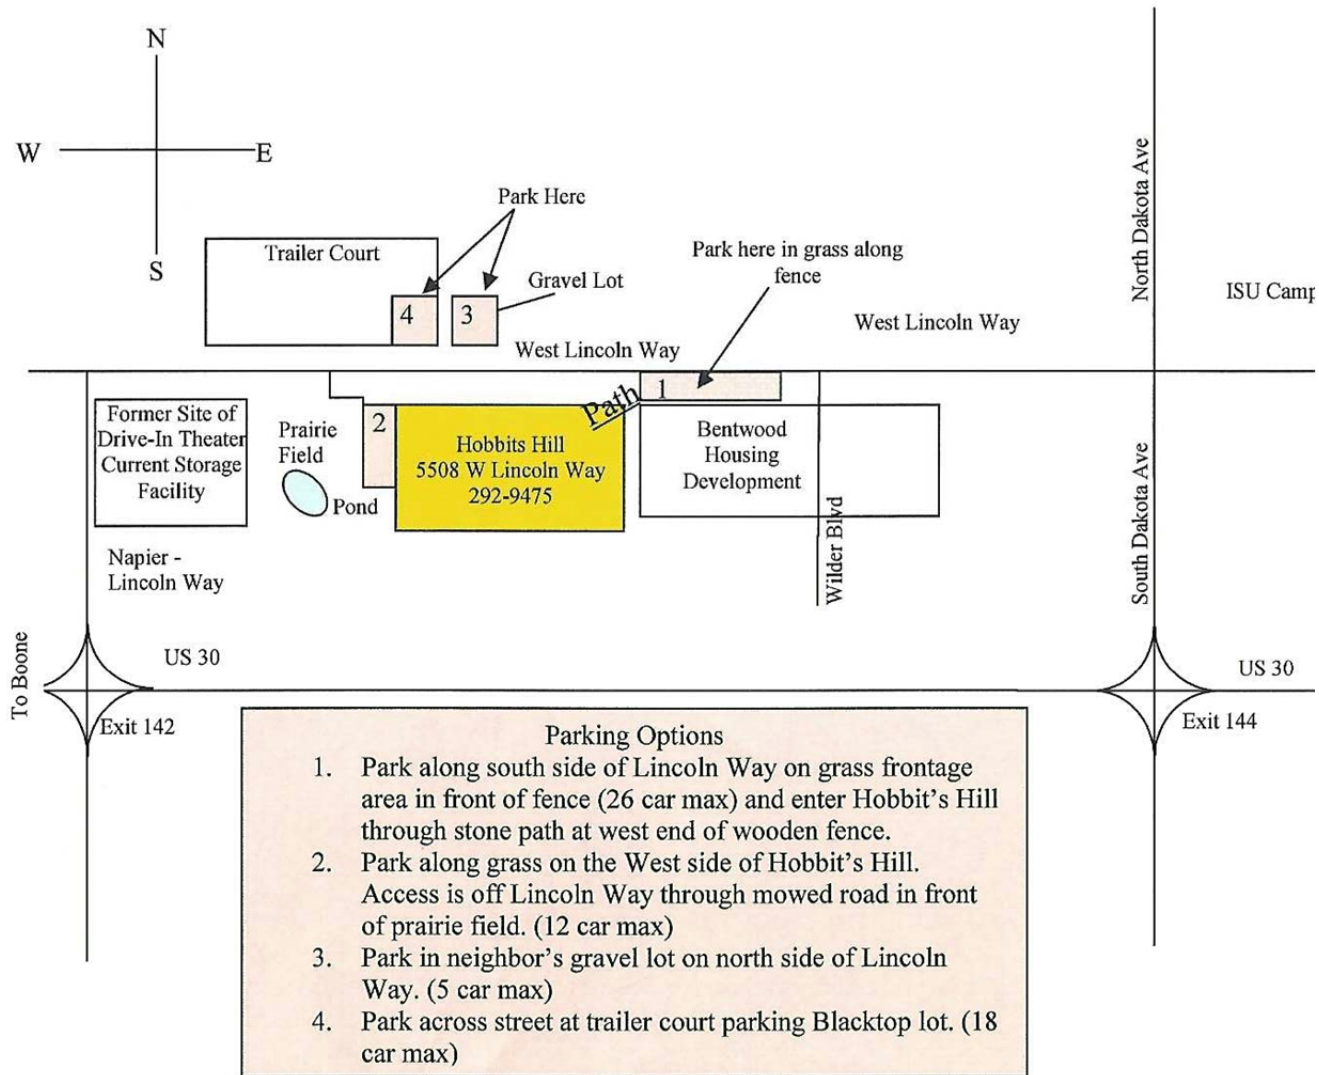 N
W
E
S
Park Here
Trailer Court
Gravel Lot
4
3
Park here in grass along
fence
North Dakota Ave
ISU Camp
West Lincoln Way
West Lincoln Way
Path
1
2
Former Site of
Drive-In Theater
Current Storage
Facility
Prairie
Field
Pond
Hobbits Hill
5508 W Lincoln Way
292-9475
Bentwood
Housing
Development
Wilder Blvd
South Dakota Ave
Napier -
Lincoln Way
To Boone
US 30
Exit 142
US 30
Exit 144
Parking Options
1. Park along south side of Lincoln Way on grass frontage
area in front of fence (26 car max) and enter Hobbit's Hill
through stone path at west end of wooden fence.
2. Park along grass on the West side of Hobbit's Hill.
Access is off Lincoln Way through mowed road in front
of prairie field. (12 car max)
3. Park in neighbor's gravel lot on north side of Lincoln
Way. (5 car max)
4. Park across street at trailer court parking Blacktop lot. (18
car max)